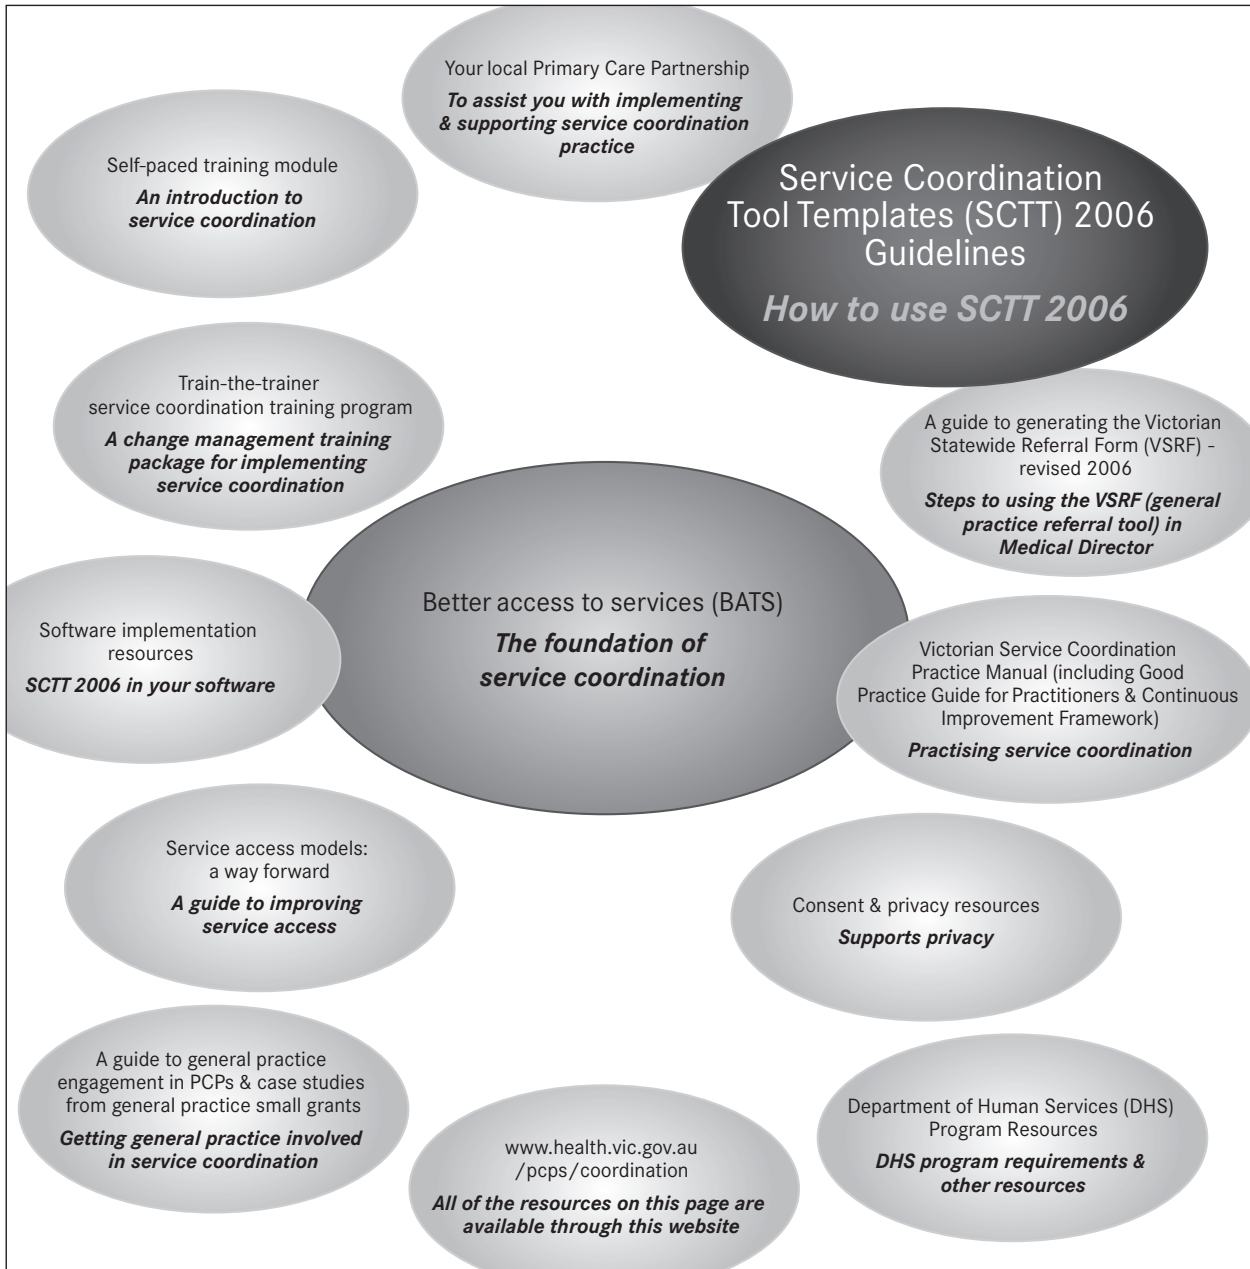 Your local Primary Care Partnership
To assist you with implementing
& supporting service coordination
practice
Self-paced training module
An introduction to
service coordination
Service Coordination
Tool Templates (SCTT) 2006
Guidelines
How to use SCTT 2006
Train-the-trainer
service coordination training program
A change management training
package for implementing
service coordination
A guide to generating the Victorian
Statewide Referral Form (VSRF) -
revised 2006
Steps to using the VSRF (general
practice referral tool) in
Medical Director
Better access to services (BATS)
The foundation of
service coordination
Software implementation
resources
SCTT 2006 in your software
Victorian Service Coordination
Practice Manual (including Good
Practice Guide for Practitioners & Continuous
Improvement Framework)
Practising service coordination
Service access models:
a way forward
A guide to improving
service access
Consent & privacy resources
Supports privacy
A guide to general practice
engagement in PCPs & case studies
from general practice small grants
Getting general practice involved
in service coordination
www.health.vic.gov.au
/pcps/coordination
All of the resources on this page are
available through this website
Department of Human Services (DHS)
Program Resources
DHS program requirements &
other resources